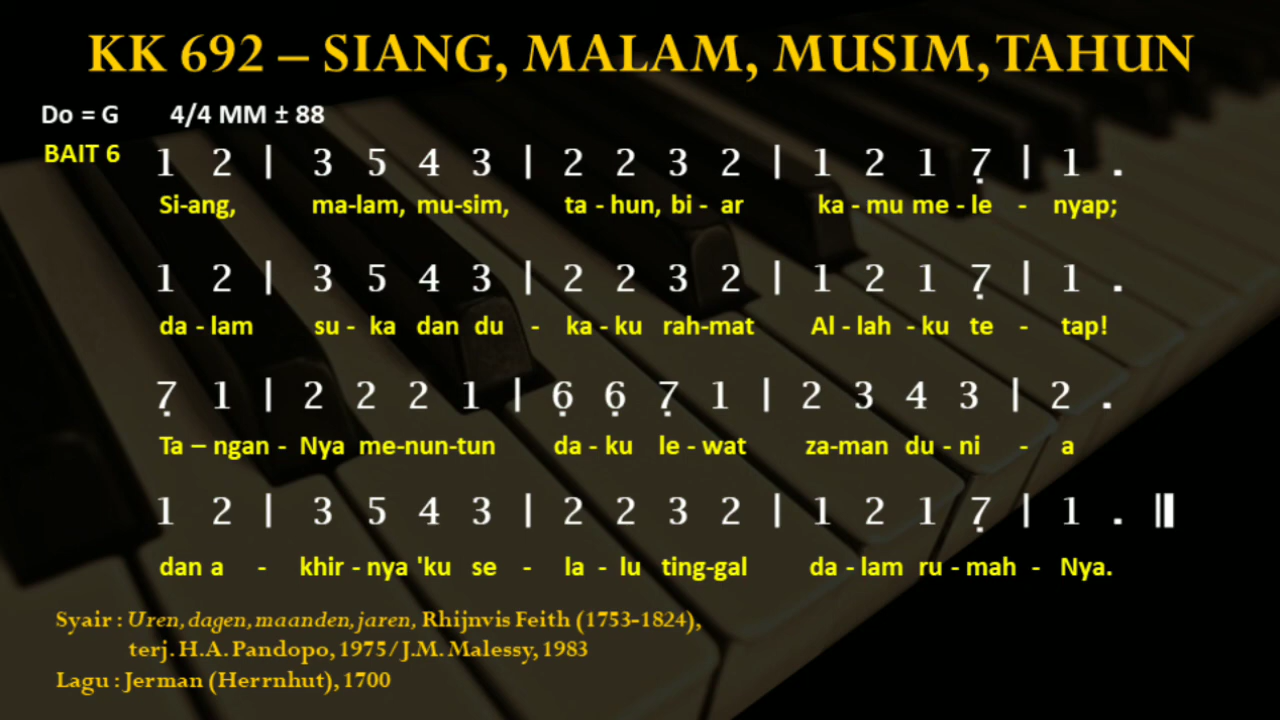 KK 692 – SIANG, MALAM, MUSIM, TAHUN
Do = G 4/4 MM ± 88
BAIT 6 1 2 | 3 5 4 3 | 2 2 3 2 | 1 2 1 7̣ | 1 .
Si-ang, ma-lam, mu-sim, ta - hun, bi - ar ka - mu me - le - nyap;
1 2 | 3 5 4 3 | 2 2 3 2 | 1 2 1 7̣ | 1 .
da - lam su - ka dan du - ka - ku rah-mat Al - lah - ku te - tap!
7̣ 1 | 2 2 2 1 | 6̣ 6̣ 7̣ 1 | 2 3 4 3 | 2 .
Ta – ngan - Nya me-nun-tun da - ku le - wat za-man du - ni - a
1 2 | 3 5 4 3 | 2 2 3 2 | 1 2 1 7̣ | 1 . ‖
dan a - khir - nya 'ku se - la - lu ting-gal da - lam ru - mah - Nya.
Syair : Uren, dagen, maanden, jaren, Rhijnvis Feith (1753-1824),
terj. H.A. Pandopo, 1975/ J.M. Malessy, 1983
Lagu : Jerman (Herrnhut), 1700